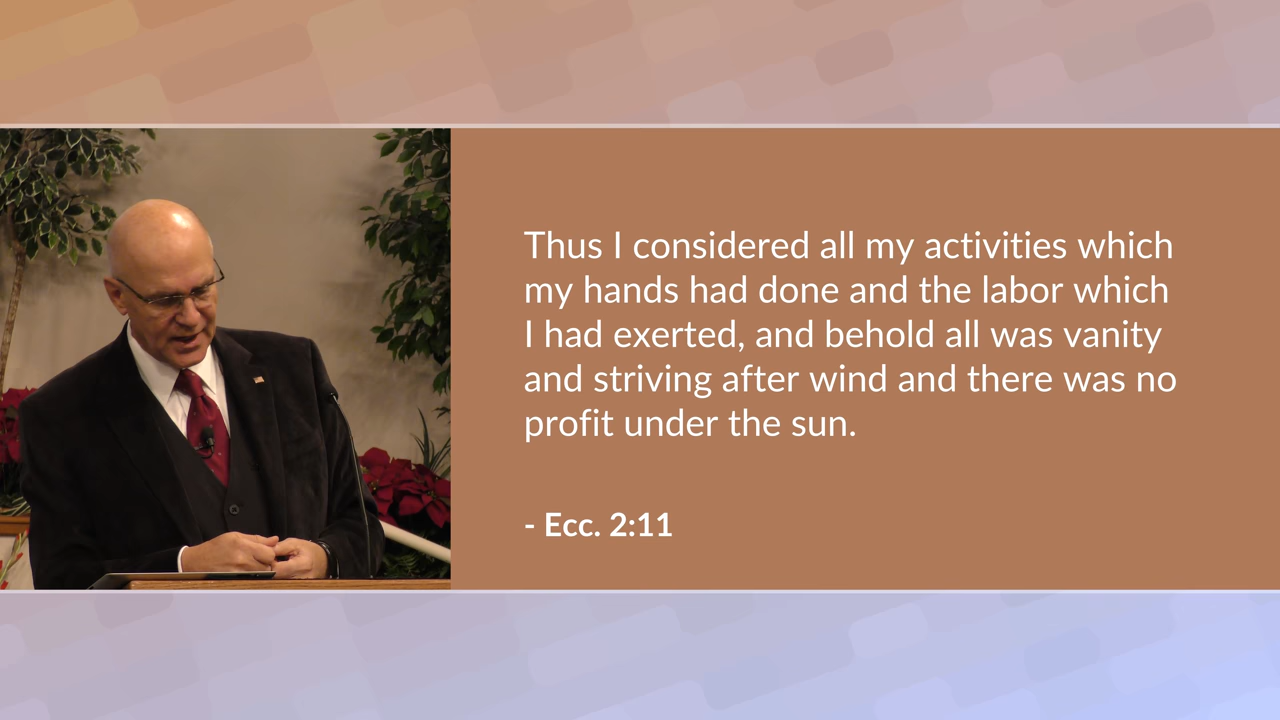 Thus I considered all my activities which
my hands had done and the labor which
I had exerted, and behold all was vanity
and striving after wind and there was no
profit under the sun.
- Ecc. 2:11